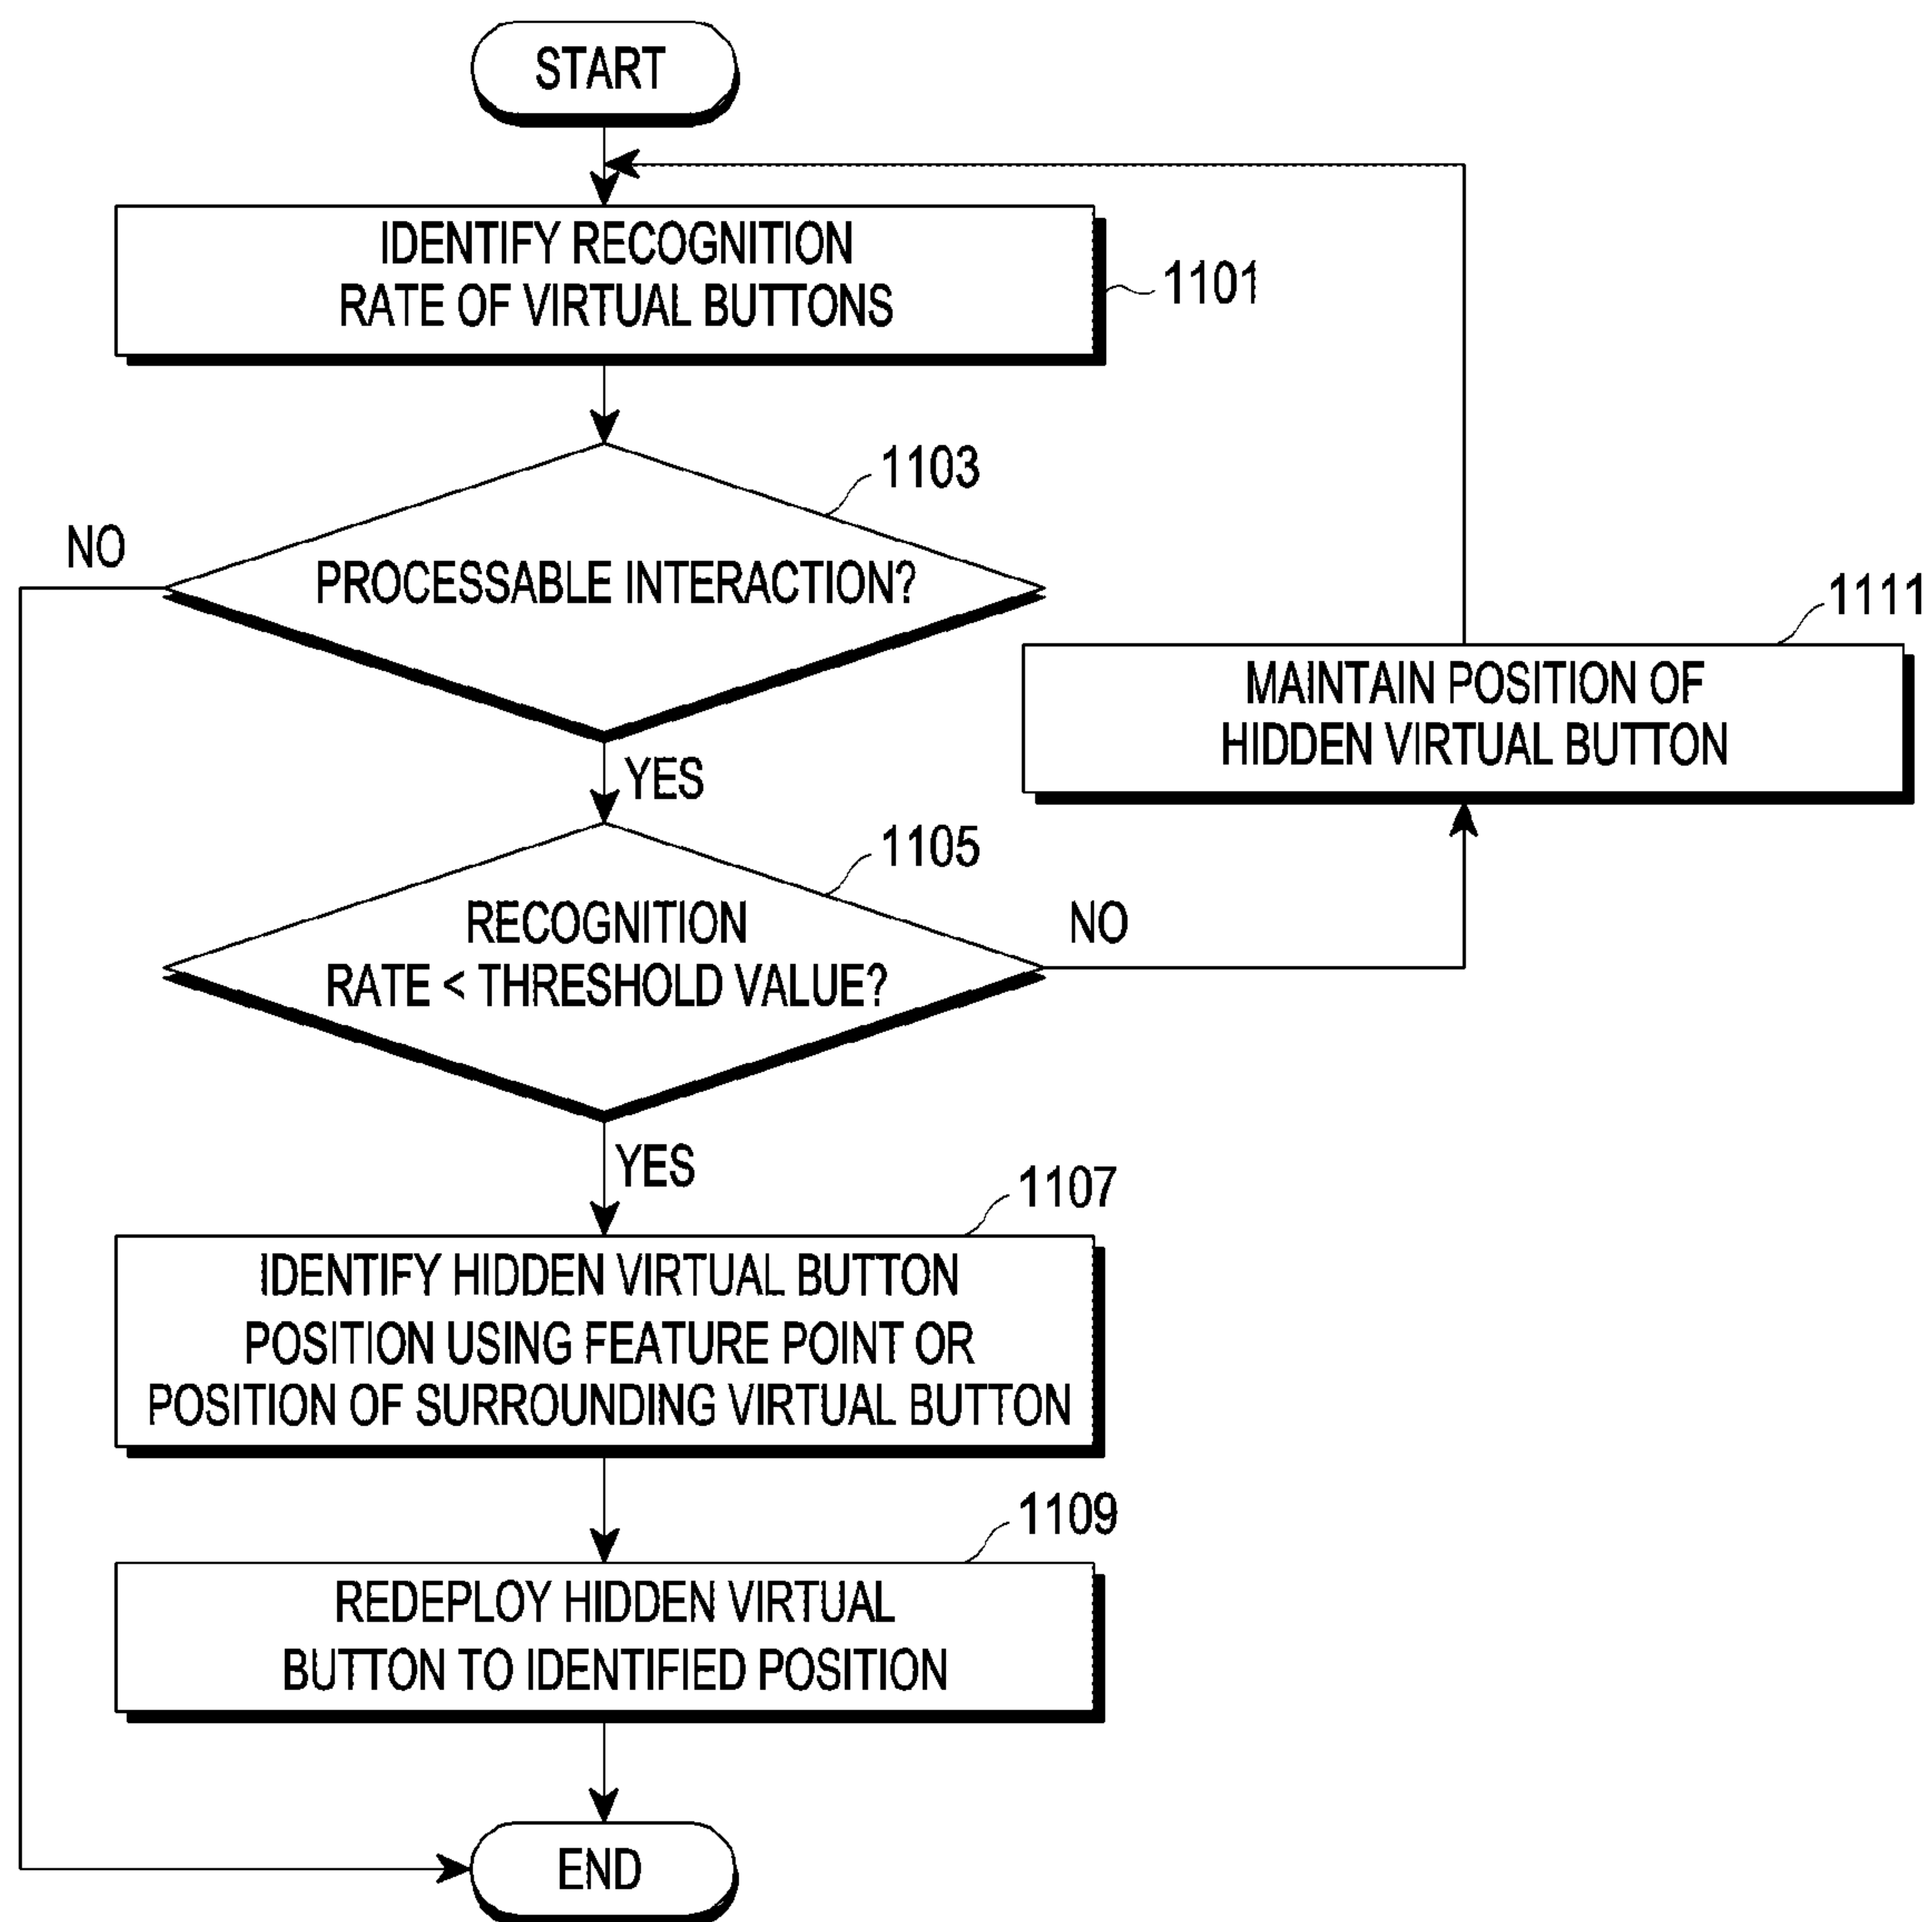 START
IDENTIFY RECOGNITION
RATE OF VIRTUAL BUTTONS
1101
1103
NO
PROCESSABLE INTERACTION?
1111
MAINTAIN POSITION OF
HIDDEN VIRTUAL BUTTON
YES
1105
RECOGNITION
RATE < THRESHOLD VALUE?
NO
YES
1107
IDENTIFY HIDDEN VIRTUAL BUTTON
POSITION USING FEATURE POINT OR
POSITION OF SURROUNDING VIRTUAL BUTTON
1109
REDEPLOY HIDDEN VIRTUAL
BUTTON TO IDENTIFIED POSITION
END